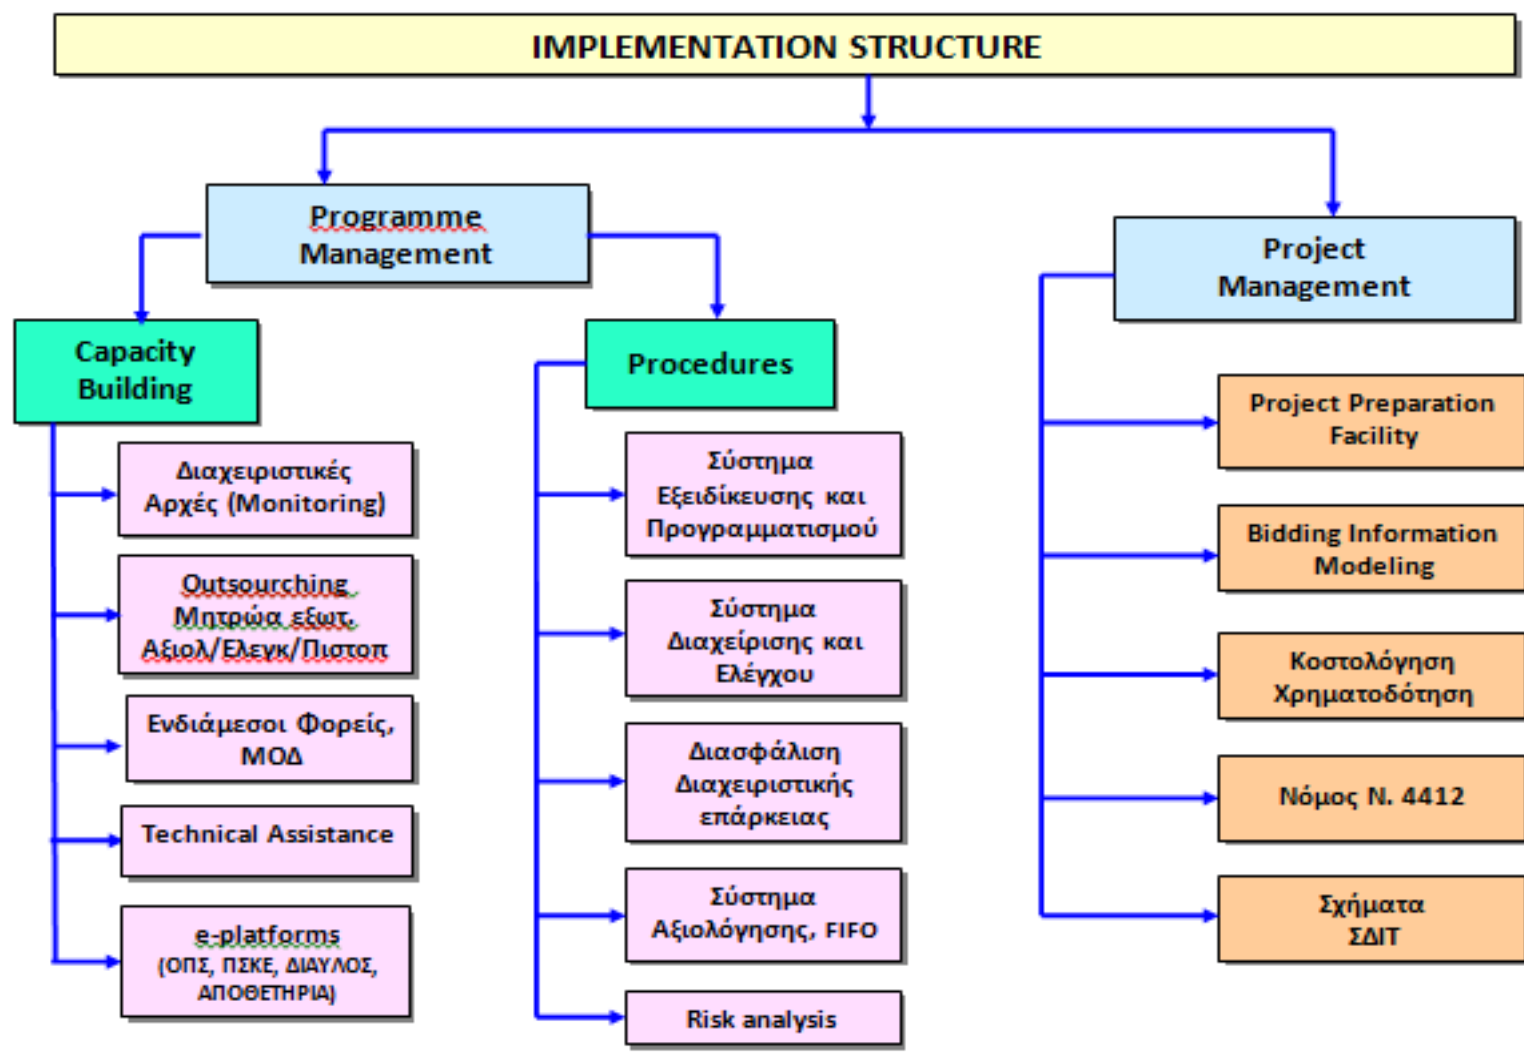 IMPLEMENTATION STRUCTURE
Programme
Management
Project
Management
Capacity
Building
Διαχειριστικές
Αρχές (Monitoring)
Outsourching
Μητρώα εξωτ.
Αξιολ/Ελεγκ/Πιστοπ
Ενδιάμεσοι Φορείς,
ΜΟΔ
Technical Assistance
e-platforms
(ΟΠΣ, ΠΣΚΕ, ΔΙΑΥΛΟΣ,
ΑΠΟΘΕΤΗΡΙΑ)
Procedures
Σύστημα
Εξειδίκευσης και
Προγραμματισμού
Σύστημα
Διαχείρισης και
Ελέγχου
Διασφάλιση
Διαχειριστικής
επάρκειας
Σύστημα
Αξιολόγησης, FIFO
Risk analysis
Project Preparation
Facility
Bidding Information
Modeling
Κοστολόγηση
Χρηματοδότηση
Νόμος Ν. 4412
Σχήματα
ΣΔΙΤ